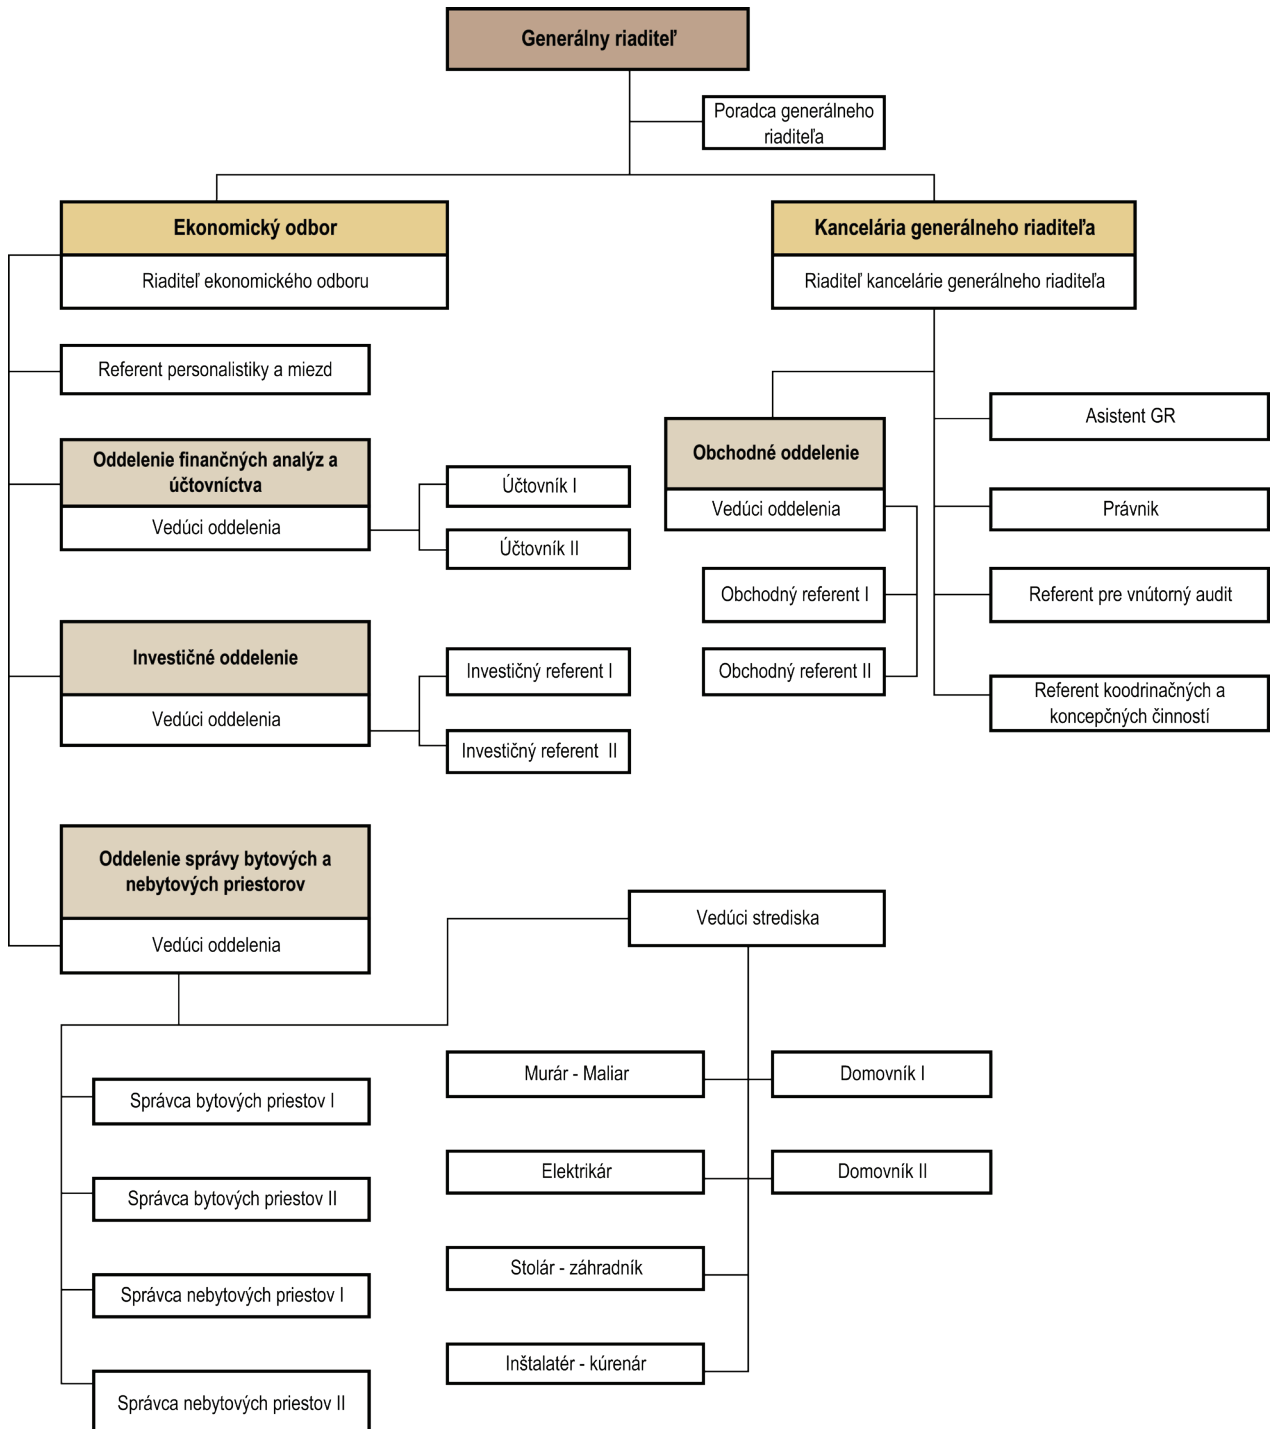 Generálny riaditeľ
Poradca generálneho
riaditeľa
Ekonomický odbor
Riaditeľ ekonomického odboru
Kancelária generálneho riaditeľa
Riaditeľ kancelárie generálneho riaditeľa
Referent personalistiky a miezd
Oddelenie finančných analýz a
účtovníctva
Vedúci oddelenia
Účtovník I
Účtovník II
Obchodné oddelenie
Vedúci oddelenia
Obchodný referent I
Obchodný referent II
Asistent GR
Právnik
Referent pre vnútorný audit
Referent koodrinačných a
koncepčných činností
Investičné oddelenie
Vedúci oddelenia
Investičný referent I
Investičný referent  II
Oddelenie správy bytových a
nebytových priestorov
Vedúci oddelenia
Vedúci strediska
Správca bytových priestov I
Správca bytových priestov II
Správca nebytových priestov I
Správca nebytových priestov II
Murár - Maliar
Elektrikár
Stolár - záhradník
Inštalatér - kúrenár
Domovník I
Domovník II